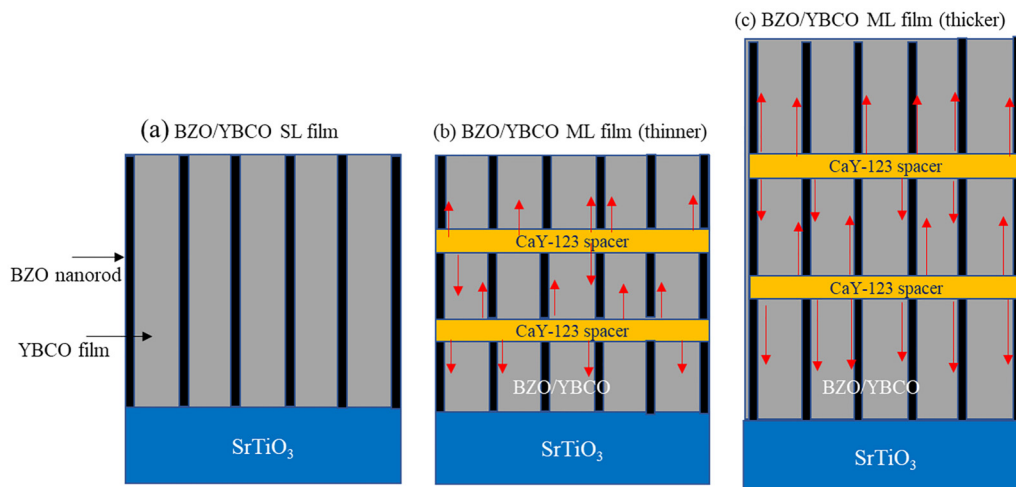 (c) BZO/YBCO ML film (thicker)
(a) BZO/YBCO SL film
(b) BZO/YBCO ML film (thinner)
CaY-123 spacer
CaY-123 spacer
BZO nanorod
CaY-123 spacer
CaY-123 spacer
YBCO film
BZO/YBCO
BZO/YBCO
SrTiO₃
SrTiO₃
SrTiO₃